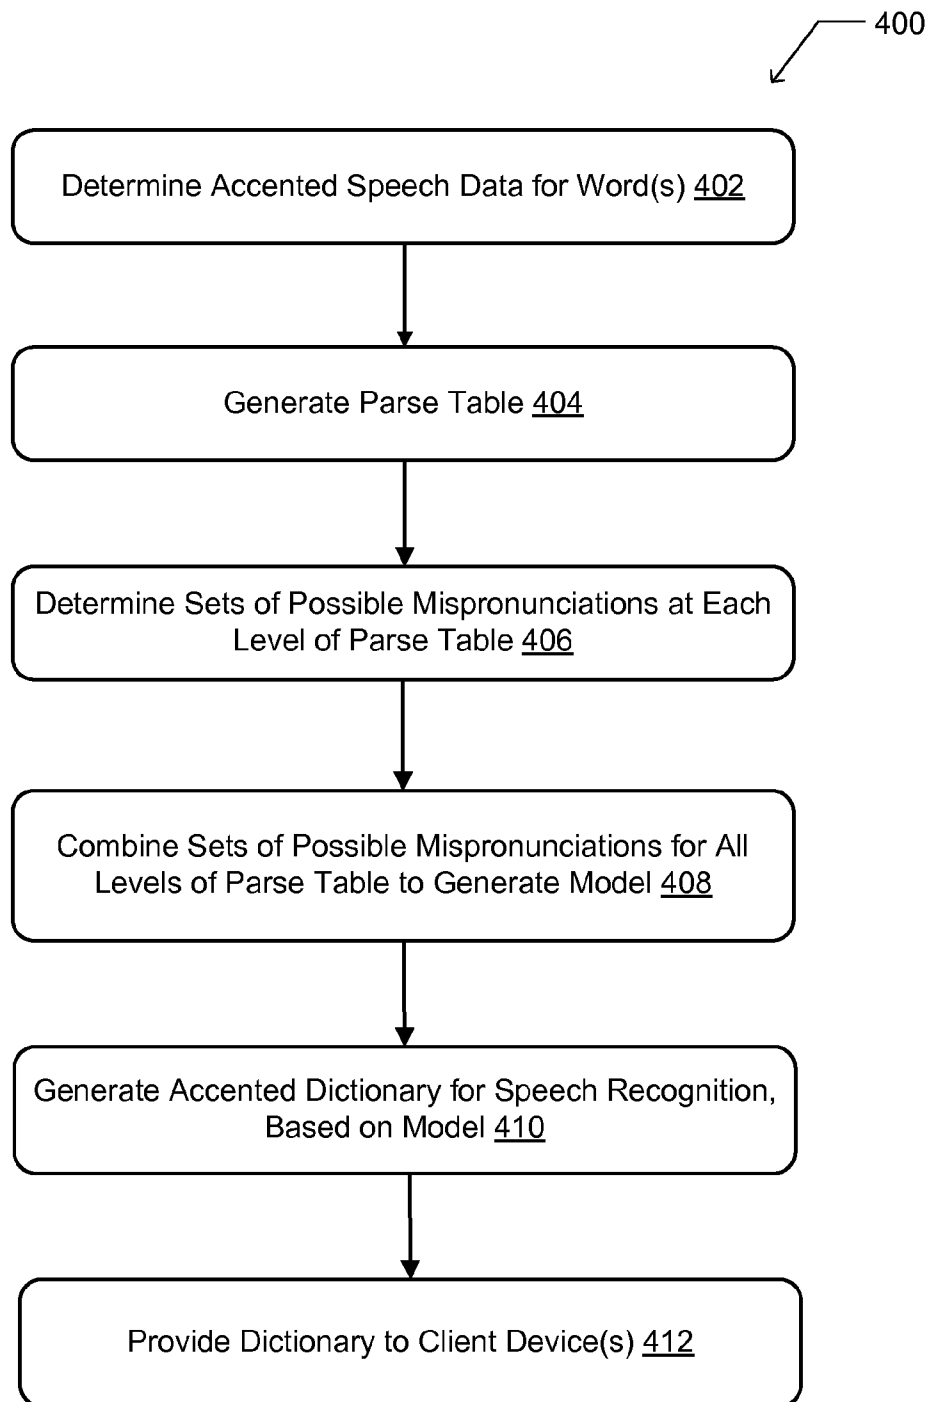 400
Determine Accented Speech Data for Word(s) 402
Generate Parse Table 404
Determine Sets of Possible Mispronunciations at Each
Level of Parse Table 406
Combine Sets of Possible Mispronunciations for All
Levels of Parse Table to Generate Model 408
Generate Accented Dictionary for Speech Recognition,
Based on Model 410
Provide Dictionary to Client Device(s) 412